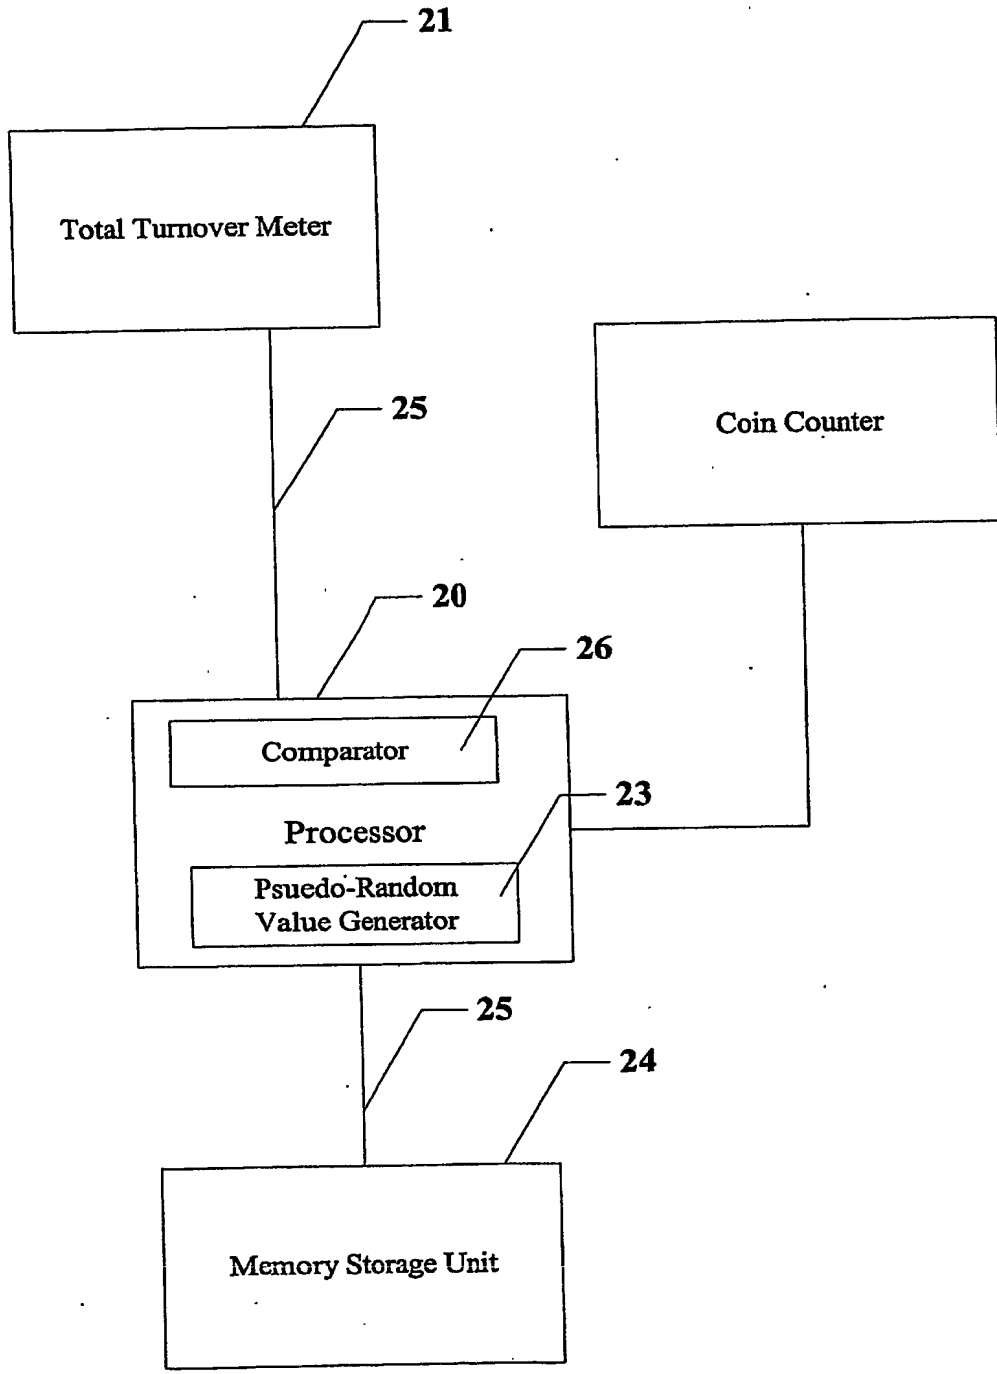 21
Total Turnover Meter
25
Coin Counter
20
26
Comparator
23
Processor
Psuedo-Random
Value Generator
25
24
Memory Storage Unit